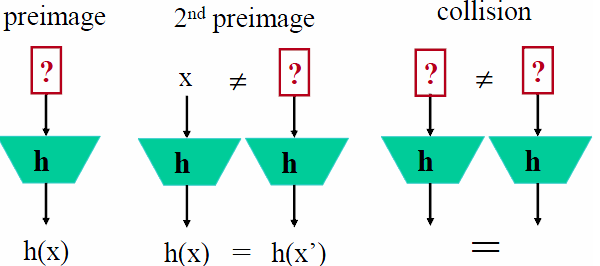 preimage
2nd preimage
collision
?
x ≠ ?
? ≠ ?
h
h h
h h
h(x)
h(x) = h(x’)
=